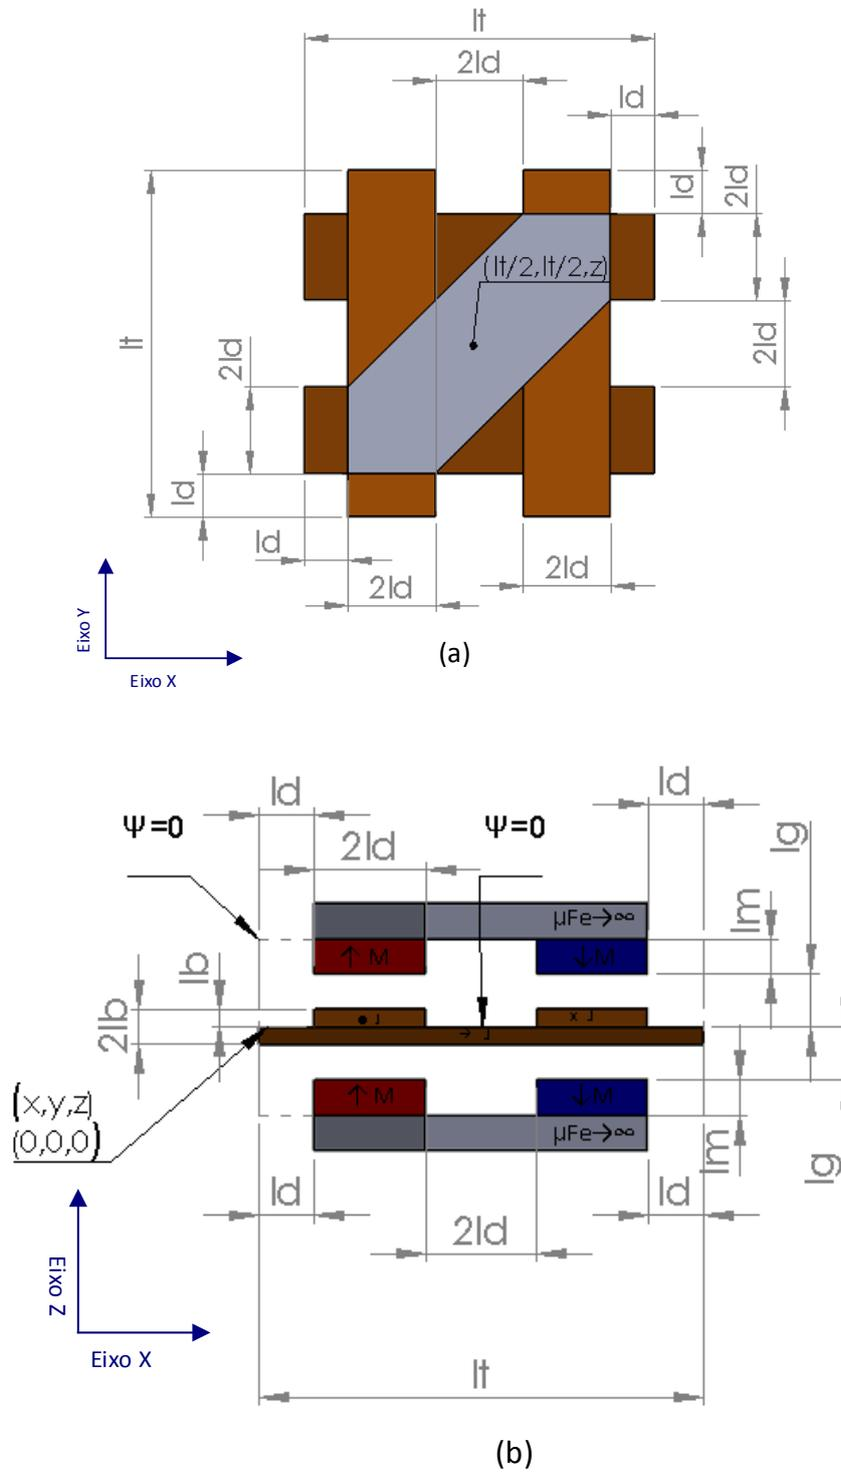 lt
2ld
ld
ld
2ld
(lt/2,lt/2,z)
lt
2ld
2ld
ld
ld
2ld
2ld
Eixo Y
Eixo X
(a)
ld
ld
Ψ=0
Ψ=0
2ld
lg
lm
μFe→∞
↑ M
↓M
lb
2lb
● J
x J
→ J
(x,y,z)
(0,0,0)
↑ M
↓M
μFe→∞
lm
lg
ld
ld
2ld
Eixo Z
Eixo X
lt
(b)